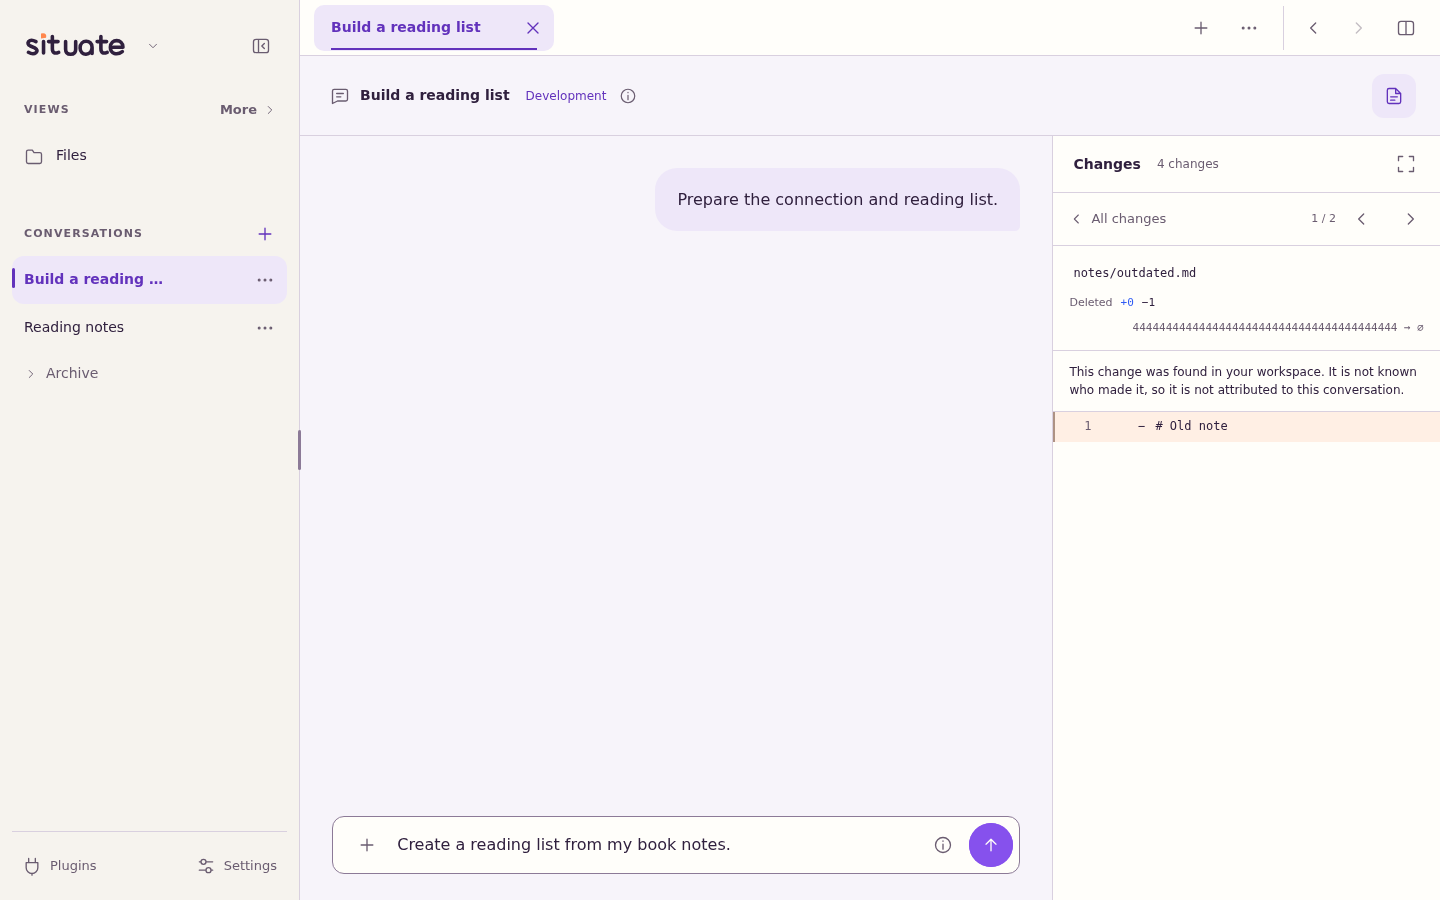 situate
VIEWS
More
Files
CONVERSATIONS
Build a reading ...
Reading notes
Archive
Plugins
Settings
Build a reading list
Build a reading list
Development
Prepare the connection and reading list.
Create a reading list from my book notes.
Changes
4 changes
All changes
1 / 2
notes/outdated.md
Deleted +0 −1
4444444444444444444444444444444444444444 → ∅
This change was found in your workspace. It is not known
who made it, so it is not attributed to this conversation.
1 − # Old note